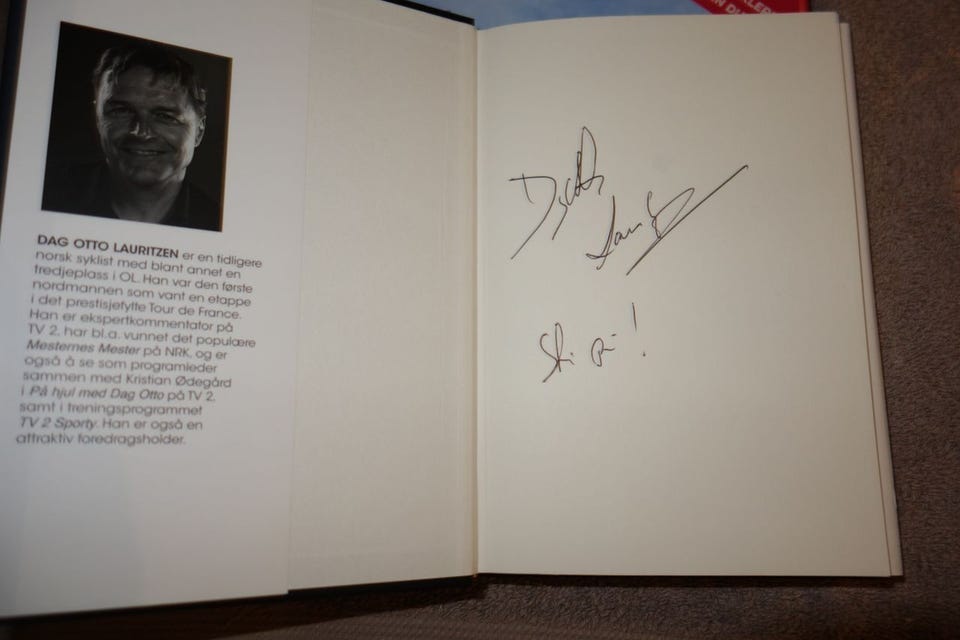 KLER
N DU
DAG OTTO LAURITZEN er en tidligere
norsk syklist med blant annet en
tredjeplass i OL. Han var den første
nordmannen som vant en etappe
i det prestisjefylte Tour de France.
Han er ekspertkommentator på
TV 2, har bl.a. vunnet det populære
Mesternes Mester på NRK, og er
også å se som programleder
sammen med Kristian Ødegård
i På hjul med Dag Otto på TV 2,
samt i treningsprogrammet
TV 2 Sporty. Han er også en
attraktiv foredragsholder.